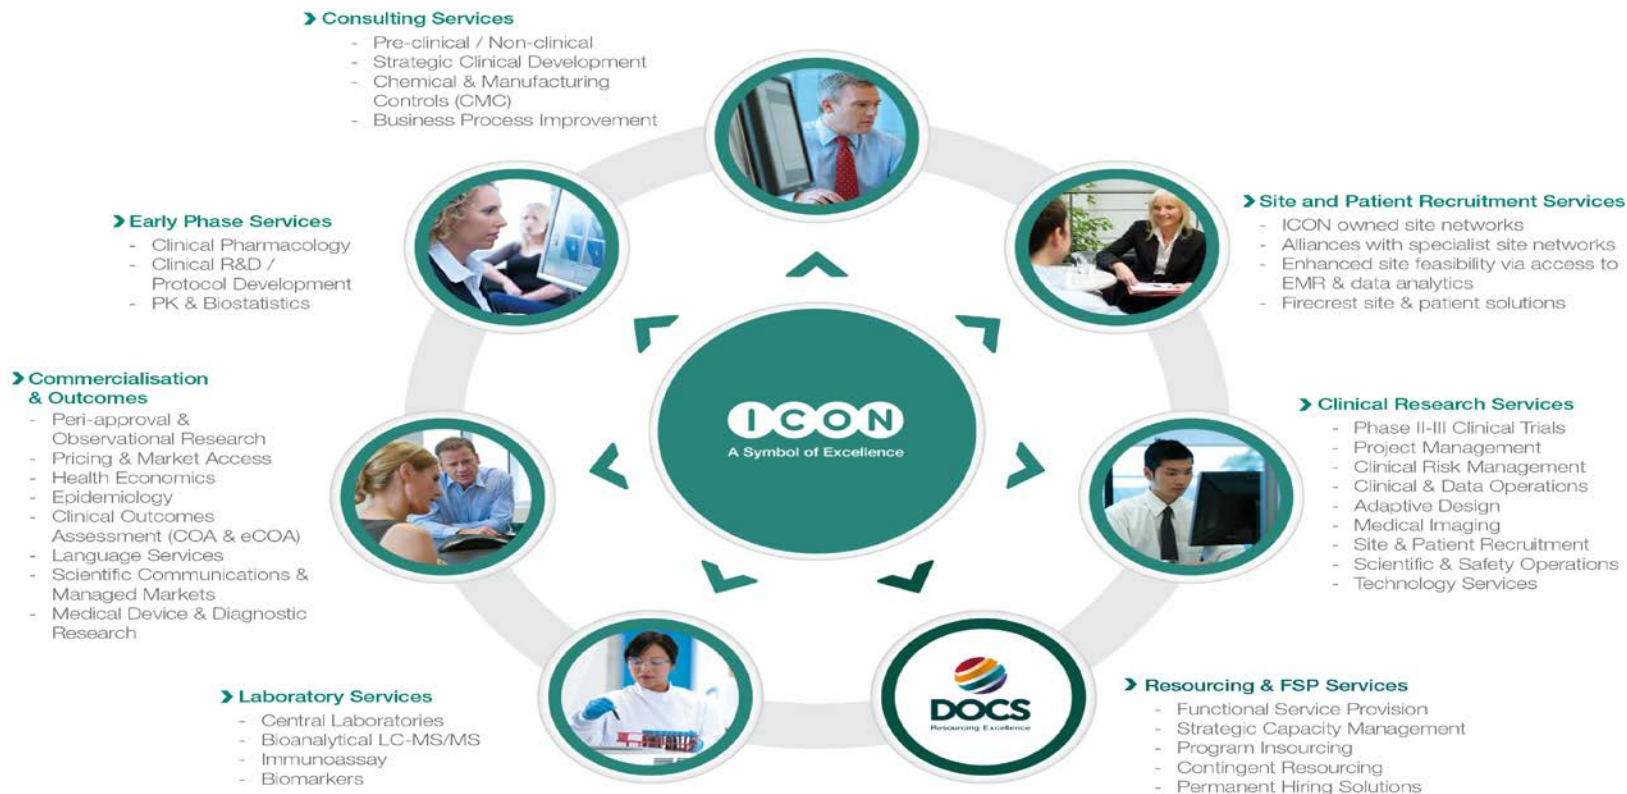 Consulting Services
- Pre-clinical / Non-clinical
- Strategic Clinical Development
- Chemical & Manufacturing
Controls (CMC)
- Business Process Improvement
Site and Patient Recruitment Services
- ICON owned site networks
- Alliances with specialist site networks
- Enhanced site feasibility via access to
EMR & data analytics
- Firecrest site & patient solutions
Clinical Research Services
- Phase II-III Clinical Trials
- Project Management
- Clinical Risk Management
- Clinical & Data Operations
- Adaptive Design
- Medical Imaging
- Site & Patient Recruitment
- Scientific & Safety Operations
- Technology Services
Resourcing & FSP Services
- Functional Service Provision
- Strategic Capacity Management
- Program Insourcing
- Contingent Resourcing
- Permanent Hiring Solutions
DOCS
Resourcing Excellence
Laboratory Services
- Central Laboratories
- Bioanalytical LC-MS/MS
- Immunoassay
- Biomarkers
Commercialisation
& Outcomes
- Peri-approval &
Observational Research
- Pricing & Market Access
- Health Economics
- Epidemiology
- Clinical Outcomes
Assessment (COA & eCOA)
- Language Services
- Scientific Communications &
Managed Markets
- Medical Device & Diagnostic
Research
Early Phase Services
- Clinical Pharmacology
- Clinical R&D /
Protocol Development
- PK & Biostatistics
ICON
A Symbol of Excellence